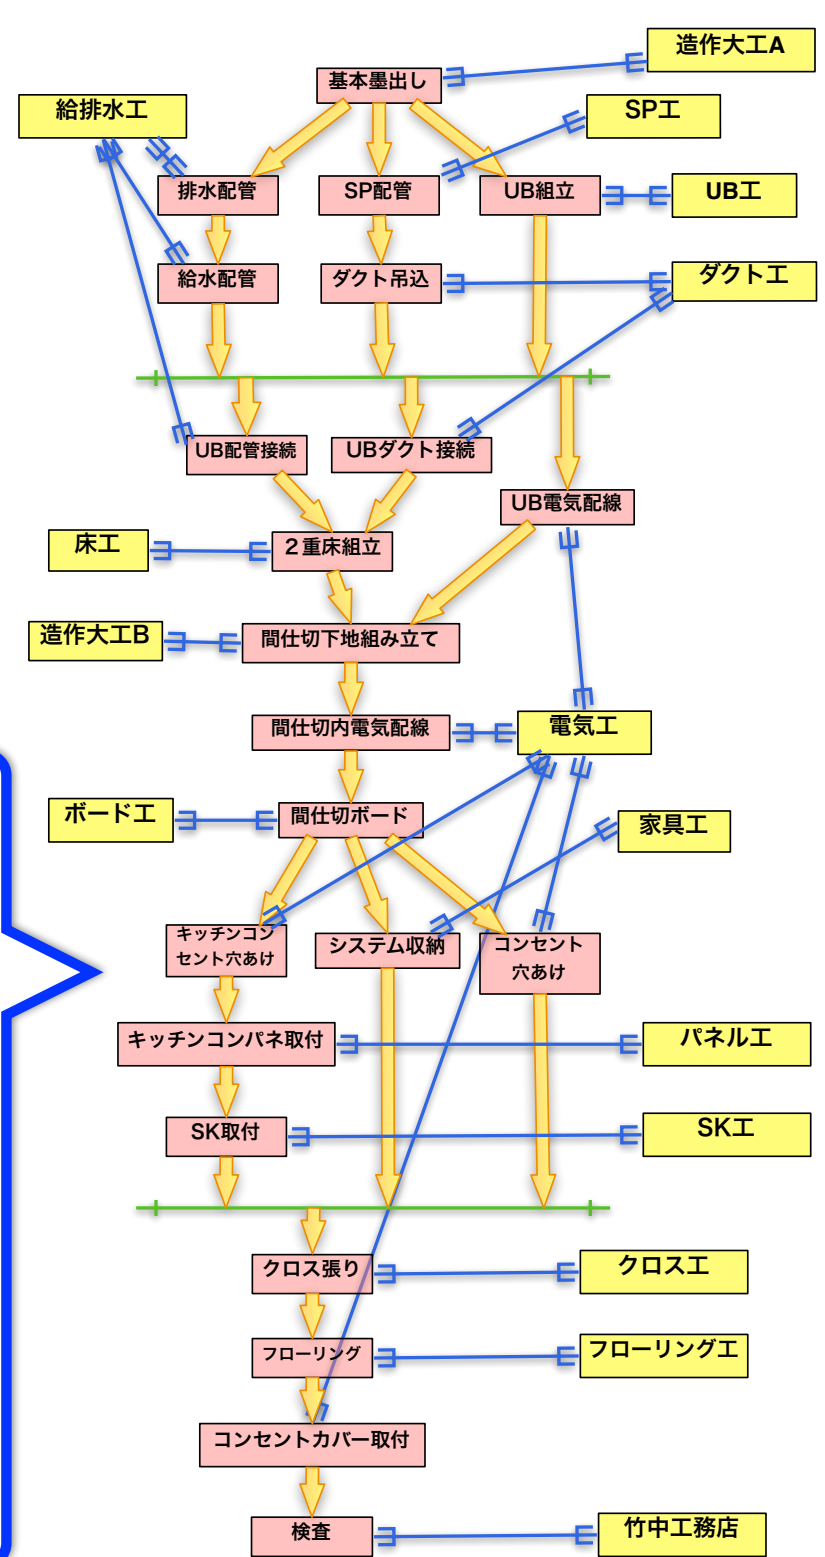 造作大工A
基本墨出し
給排水工
SP工
排水配管
SP配管
UB組立
UB工
給水配管
ダクト吊込
ダクト工
UB配管接続
UBダクト接続
UB電気配線
床工
２重床組立
造作大工B
間仕切下地組み立て
間仕切内電気配線
電気工
ボード工
間仕切ボード
家具工
キッチンコン
セント穴あけ
システム収納
コンセント
穴あけ
キッチンコンパネ取付
パネル工
SK取付
SK工
クロス張り
クロス工
フローリング
フローリング工
コンセントカバー取付
検査
竹中工務店